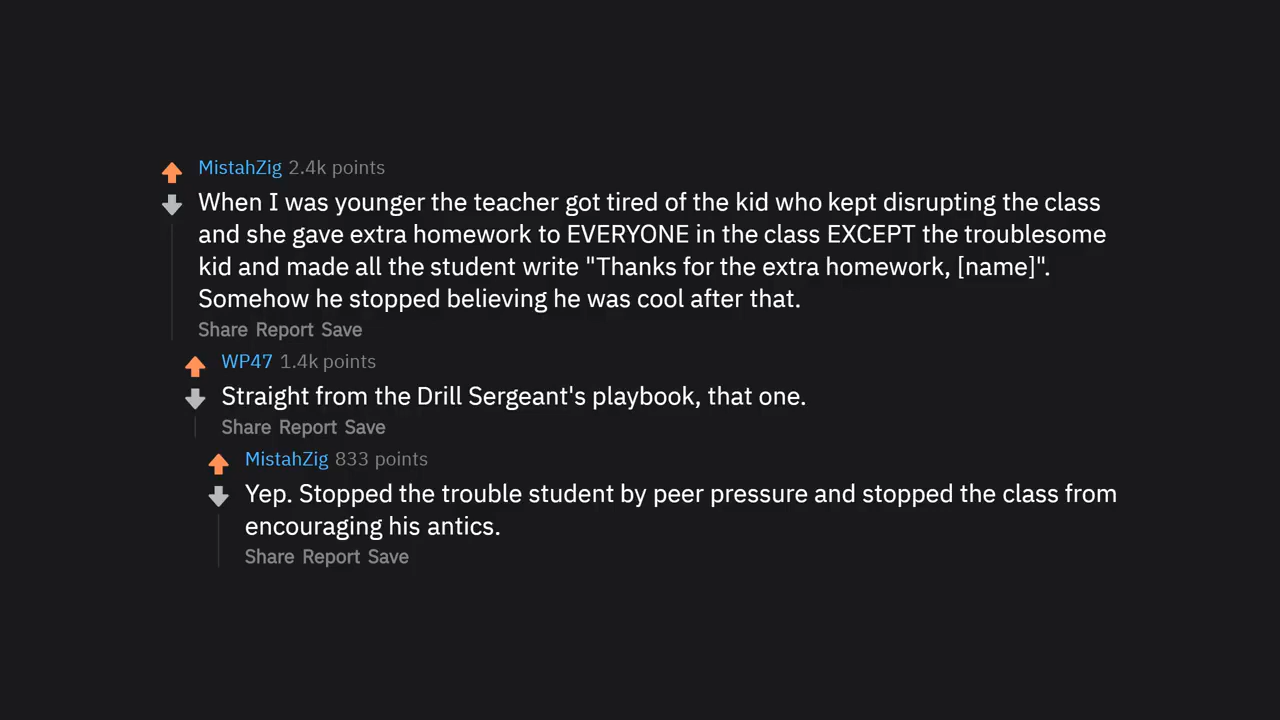 MistahZig 2.4k points
When I was younger the teacher got tired of the kid who kept disrupting the class
and she gave extra homework to EVERYONE in the class EXCEPT the troublesome
kid and made all the student write "Thanks for the extra homework, [name]".
Somehow he stopped believing he was cool after that.
Share Report Save
WP47 1.4k points
Straight from the Drill Sergeant's playbook, that one.
Share Report Save
MistahZig 833 points
Yep. Stopped the trouble student by peer pressure and stopped the class from
encouraging his antics.
Share Report Save